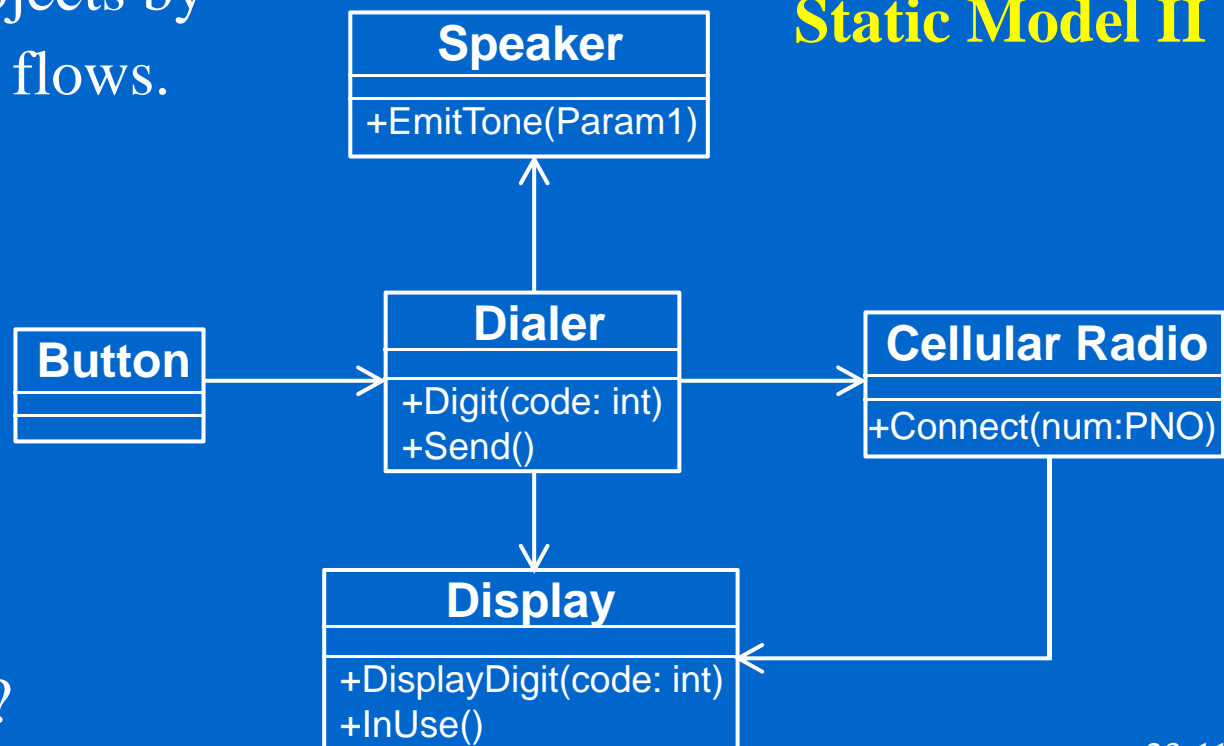 Static Model II
flows.
Speaker
+EmitTone(Param1)
Button
Dialer
+Digit(code: int)
+Send()
Cellular Radio
+Connect(num:PNO)
Display
+DisplayDigit(code: int)
+InUse()
?